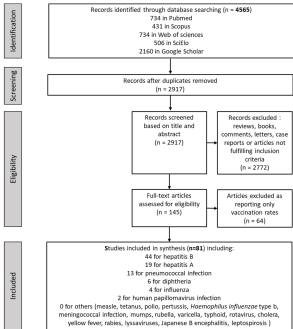 Identification
Records identified through database searching (n = 4565)
734 in Pubmed
431 in Scopus
734 in Web of sciences
506 in SciElo
2160 in Google Scholar
Screening
Records after duplicates removed
(n = 2917)
Eligibility
Records screened
based on title and
abstract
(n = 2917)
Records excluded :
reviews, books,
comments, letters, case
reports or articles not
fulfilling inclusion
criteria
(n = 2772)
Full-text articles
assessed for eligibility
(n = 145)
Articles excluded as
reporting only
vaccination rates
(n = 64)
Included
Studies included in synthesis (n=81) including:
44 for hepatitis B
19 for hepatitis A
13 for pneumococcal infection
6 for diphteria
4 for influenza
2 for human papillomavirus infection
0 for others (measle, tetanus, polio, pertussis, Haemophilus influenzae type b,
meningococcal infection, mumps, rubella, varicella, typhoid, rotavirus, cholera,
yellow fever, rabies, lyssaviruses, Japanese B encephalitis, leptospirosis )